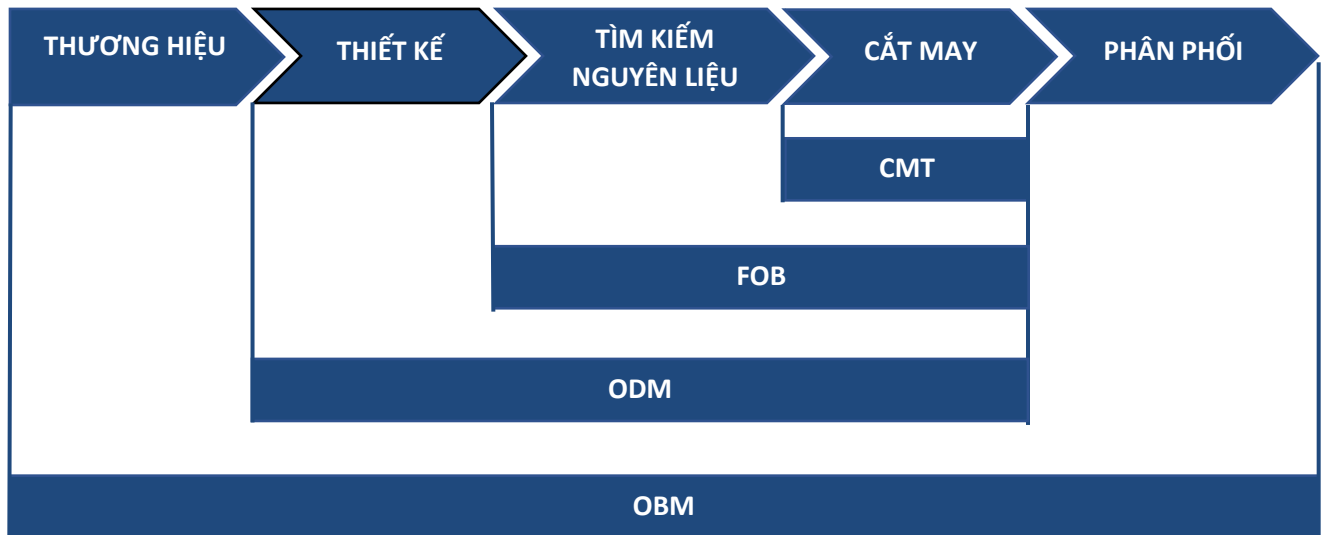 THƯƠNG HIỆU
THIẾT KẾ
TÌM KIẾM
NGUYÊN LIỆU
CẮT MAY
PHÂN PHỐI
CMT
FOB
ODM
OBM